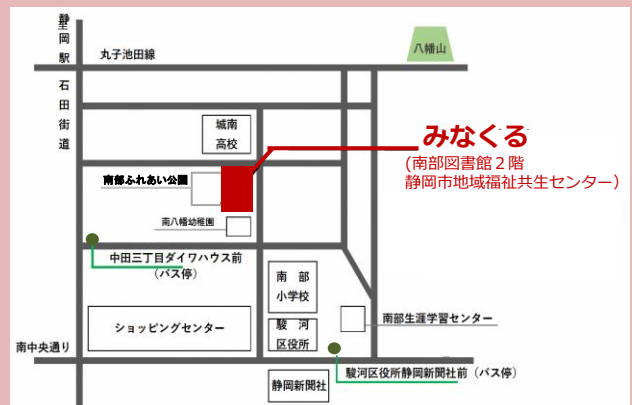 静岡駅
石田街道
丸子池田線
八幡山
城南
高校
みなくる
(南部図書館２階
静岡市地域福祉共生センター)
南部ふれあい公園
南八幡幼稚園
中田三丁目ダイワハウス前
(バス停)
南部
小学校
ショッピングセンター
駿河
区役所
南部生涯学習センター
南中央通り
駿河区役所静岡新聞社前（バス停）
静岡新聞社